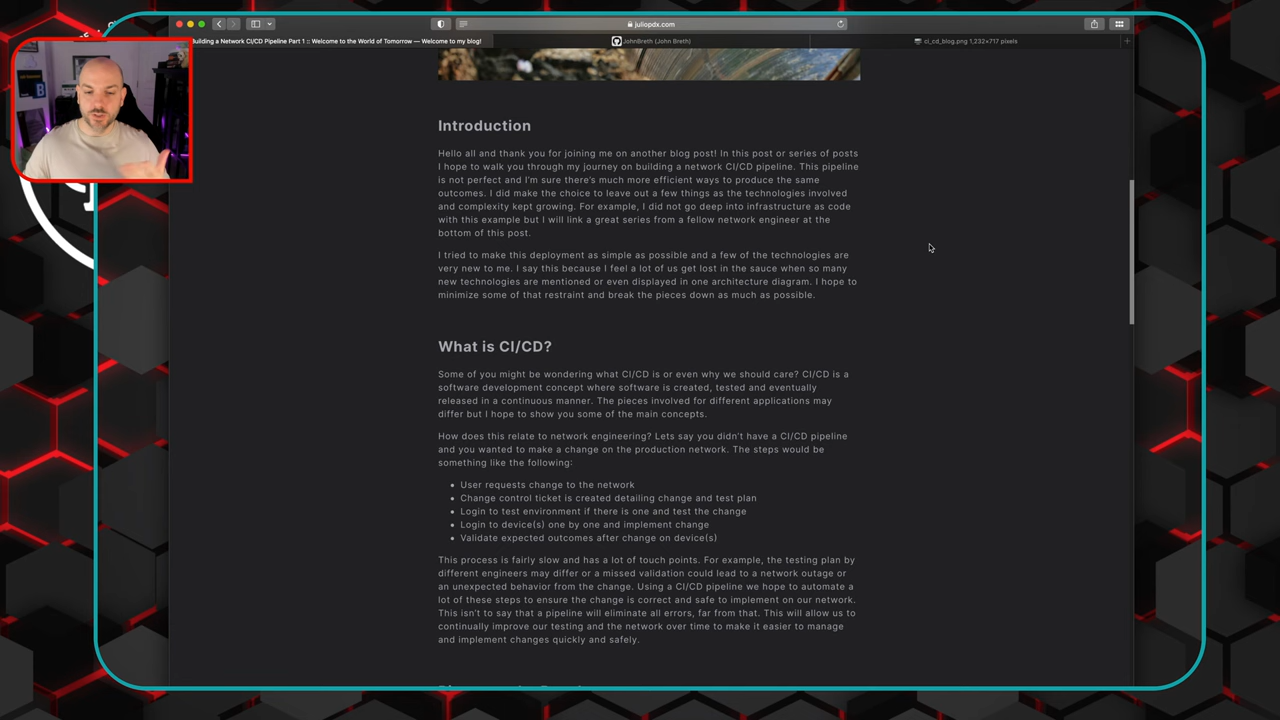 juliopdx.com
Building a Network CI/CD Pipeline Part 1 :: Welcome to the World of Tomorrow — Welcome to my blog!
JohnBreth (John Breth)
ci_cd_blog.png 1,232×717 pixels
Introduction
Hello all and thank you for joining me on another blog post! In this post or series of posts
I hope to walk you through my journey on building a network CI/CD pipeline. This pipeline
is not perfect and I'm sure there's much more efficient ways to produce the same
outcomes. I did make the choice to leave out a few things as the technologies involved
and complexity kept growing. For example, I did not go deep into infrastructure as code
with this example but I will link a great series from a fellow network engineer at the
bottom of this post.
I tried to make this deployment as simple as possible and a few of the technologies are
very new to me. I say this because I feel a lot of us get lost in the sauce when so many
new technologies are mentioned or even displayed in one architecture diagram. I hope to
minimize some of that restraint and break the pieces down as much as possible.
What is CI/CD?
Some of you might be wondering what CI/CD is or even why we should care? CI/CD is a
software development concept where software is created, tested and eventually
released in a continuous manner. The pieces involved for different applications may
differ but I hope to show you some of the main concepts.
How does this relate to network engineering? Lets say you didn't have a CI/CD pipeline
and you wanted to make a change on the production network. The steps would be
something like the following:
• User requests change to the network
• Change control ticket is created detailing change and test plan
• Login to test environment if there is one and test the change
• Login to device(s) one by one and implement change
• Validate expected outcomes after change on device(s)
This process is fairly slow and has a lot of touch points. For example, the testing plan by
different engineers may differ or a missed validation could lead to a network outage or
an unexpected behavior from the change. Using a CI/CD pipeline we hope to automate a
lot of these steps to ensure the change is correct and safe to implement on our network.
This isn't to say that a pipeline will eliminate all errors, far from that. This will allow us to
continually improve our testing and the network over time to make it easier to manage
and implement changes quickly and safely.